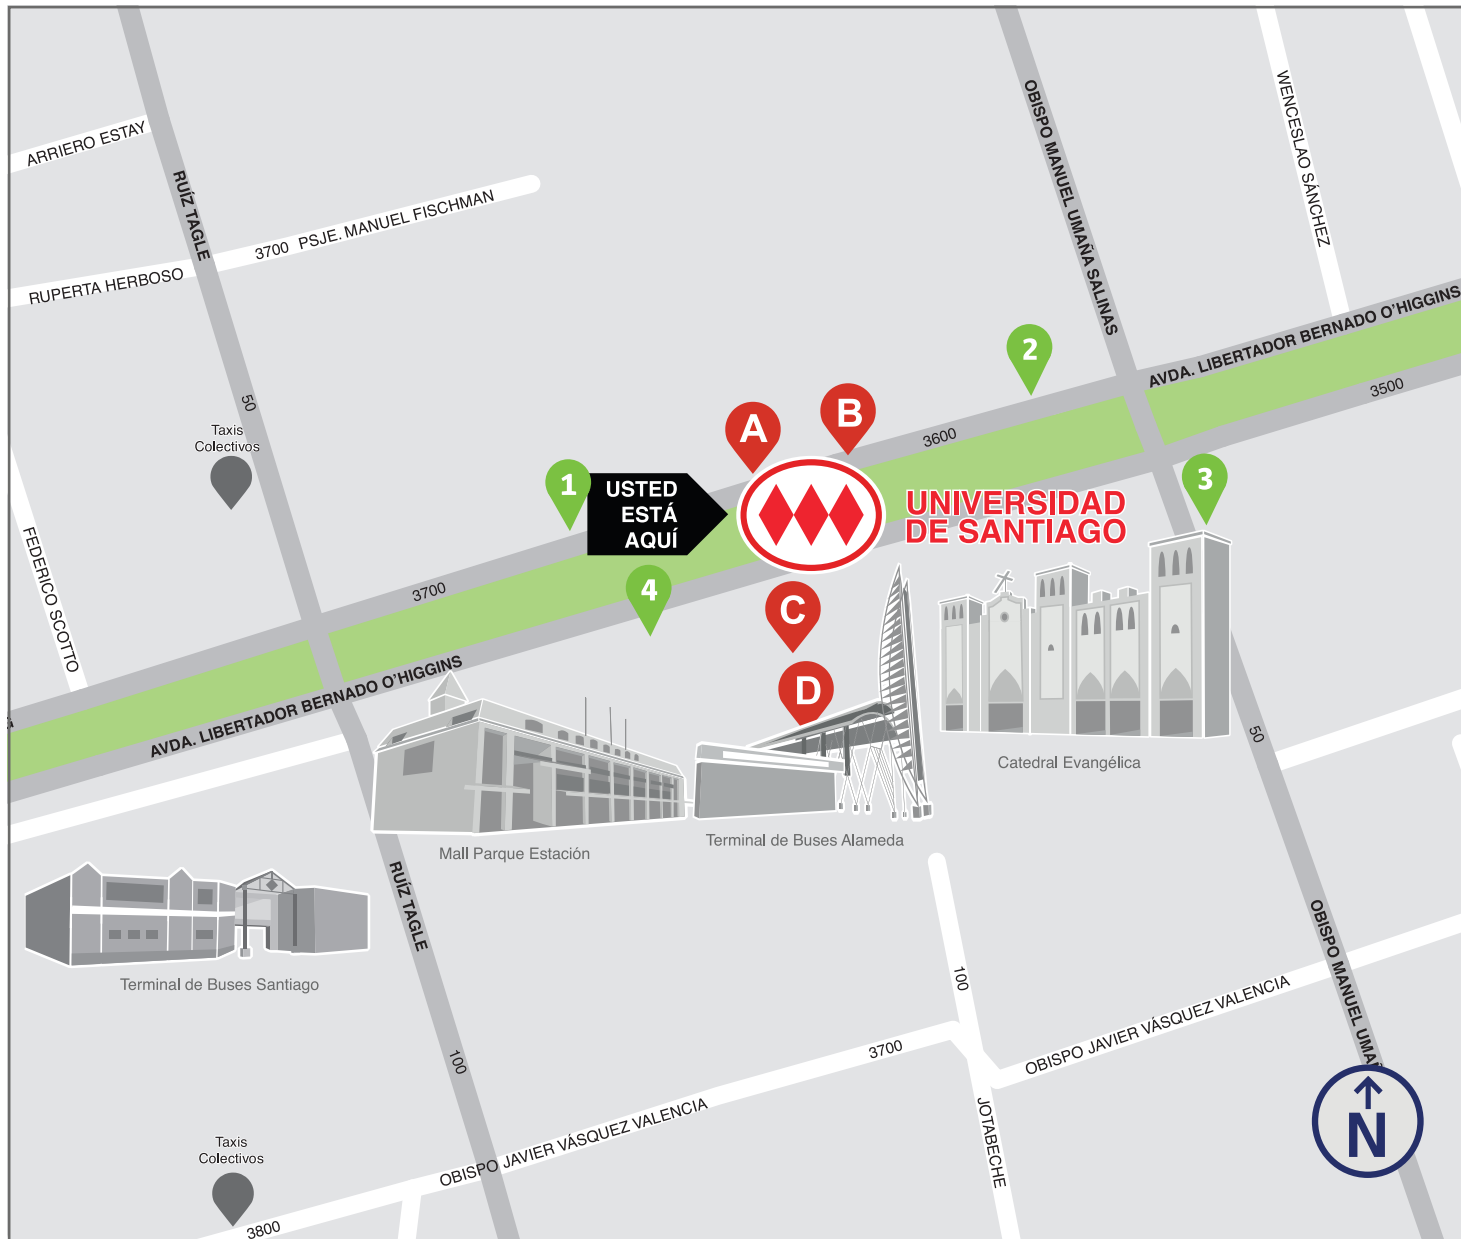 ARRIERO ESTAY
RUÍZ TAGLE
3700 PSJE. MANUEL FISCHMAN
RUPERTA HERBOSO
OBISPO MANUEL UMAÑA SALINAS
WENCESLAO SÁNCHEZ
AVDA. LIBERTADOR BERNADO O'HIGGINS
3500
2
50
Taxis
Colectivos
A
B
3600
1
USTED
ESTÁ
AQUÍ
UNIVERSIDAD
DE SANTIAGO
3
FEDERICO SCOTTO
3700
4
C
D
AVDA. LIBERTADOR BERNADO O'HIGGINS
50
Catedral Evangélica
Terminal de Buses Alameda
Mall Parque Estación
RUÍZ TAGLE
Terminal de Buses Santiago
OBISPO MANUEL UMA
100
OBISPO JAVIER VÁSQUEZ VALENCIA
3700
100
OBISPO JAVIER VÁSQUEZ VALENCIA
JOTABECHE
N
Taxis
Colectivos
3800